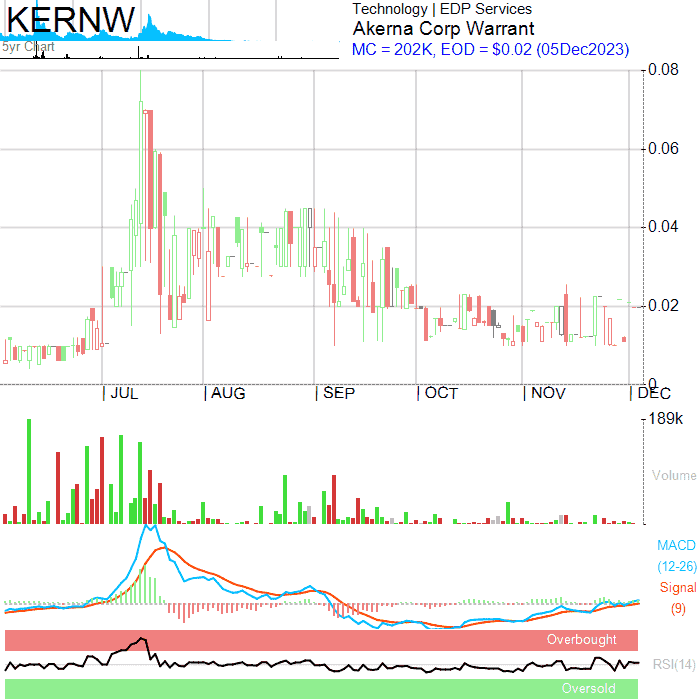 KERNW
Technology | EDP Services
Akerna Corp Warrant
MC = 202K, EOD = $0.02 (05Dec2023)
5yr Chart
0.08
0.06
0.04
0.02
0
JUL AUG SEP OCT NOV DEC
189k
Volume
MACD
(12-26)
Signal
(9)
Overbought
RSI(14)
Oversold